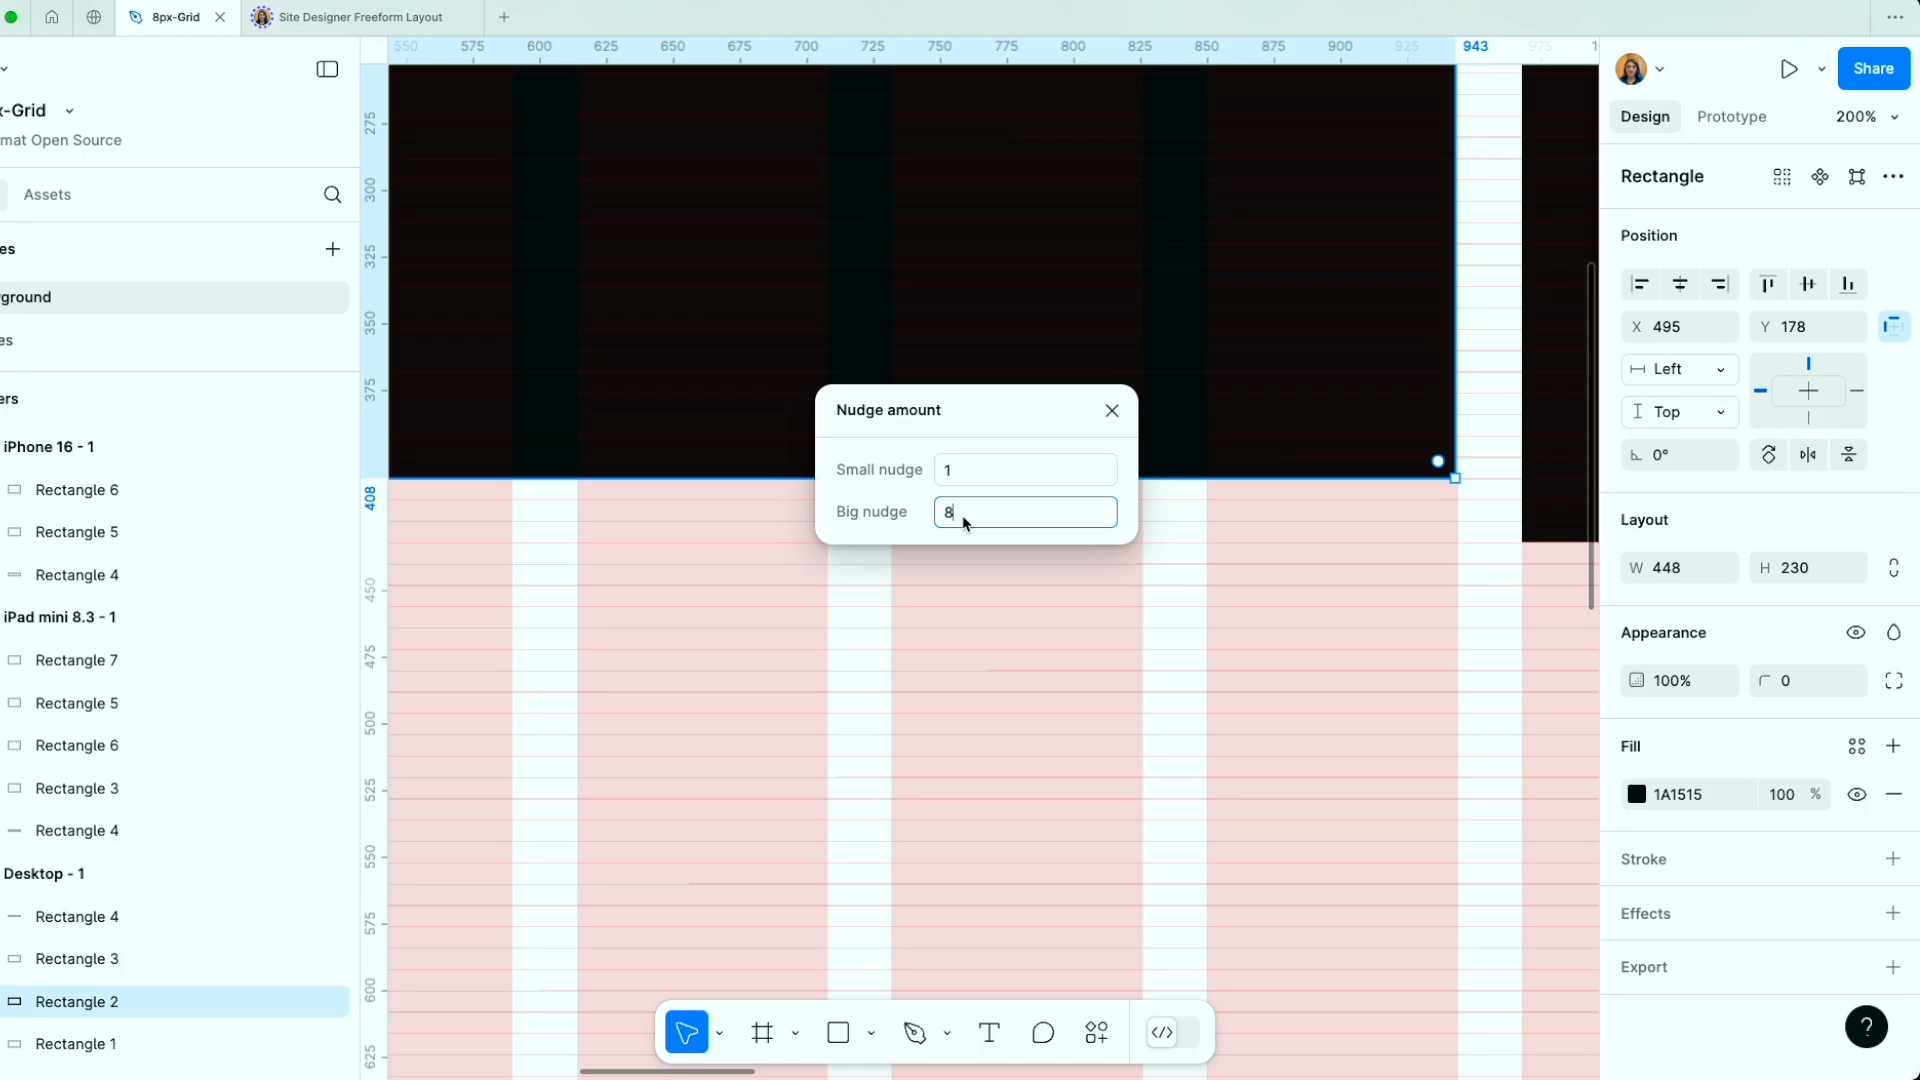 8px-Grid
Site Designer Freeform Layout
x-Grid
mat Open Source
Assets
es
ground
es
ers
iPhone 16 - 1
Rectangle 6
Rectangle 5
Rectangle 4
iPad mini 8.3 - 1
Rectangle 7
Rectangle 5
Rectangle 6
Rectangle 3
Rectangle 4
Desktop - 1
Rectangle 4
Rectangle 3
Rectangle 2
Rectangle 1
550 575 600 625 650 675 700 725 750 775 800 825 850 875 900 925 943 975 1
275
300
325
350
375
408
450
475
500
525
550
575
600
625
Nudge amount
Small nudge 1
Big nudge 8
Share
Design Prototype 200%
Rectangle
Position
X 495 Y 178
Left
Top
0°
Layout
W 448 H 230
Appearance
100% 0
Fill
1A1515 100 %
Stroke
Effects
Export
?